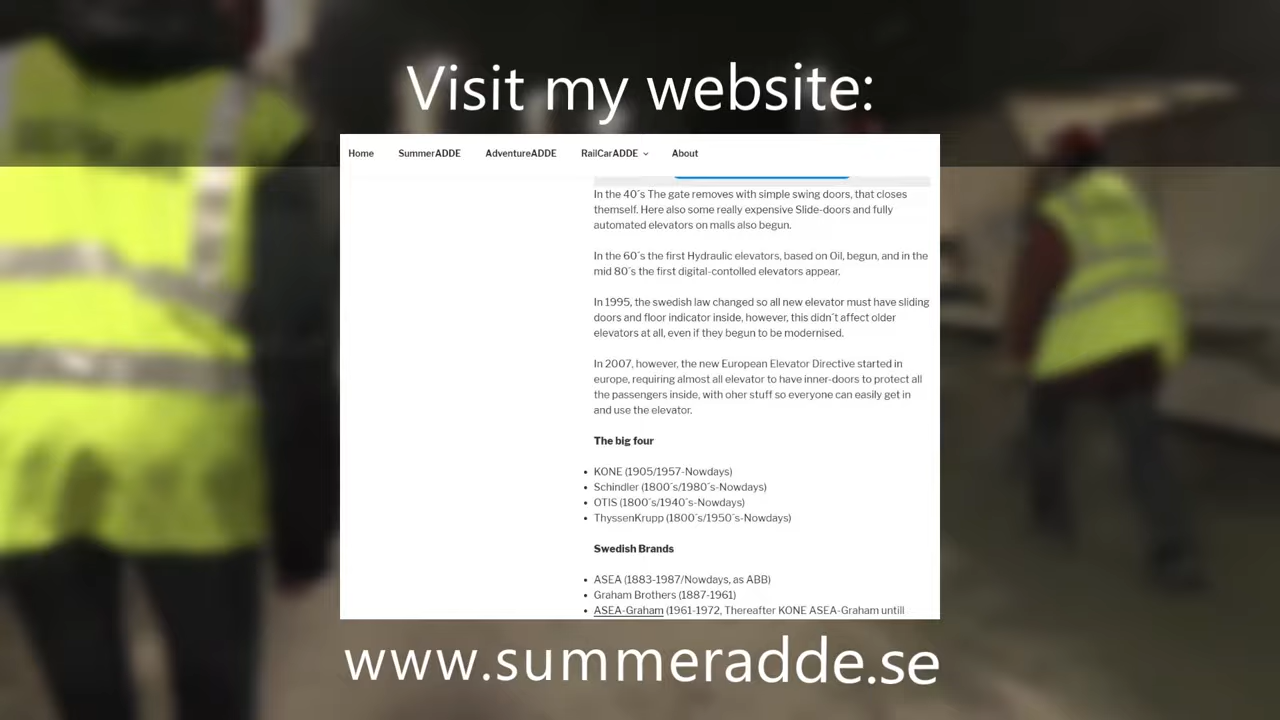 Visit my website:
Home SummerADDE AdventureADDE RailCarADDE About
In the 40´s The gate removes with simple swing doors, that closes
themself. Here also some really expensive Slide-doors and fully
automated elevators on malls also begun.
In the 60´s the first Hydraulic elevators, based on Oil, begun, and in the
mid 80´s the first digital-contolled elevators appear.
In 1995, the swedish law changed so all new elevator must have sliding
doors and floor indicator inside, however, this didn´t affect older
elevators at all, even if they begun to be modernised.
In 2007, however, the new European Elevator Directive started in
europe, requiring almost all elevator to have inner-doors to protect all
the passengers inside, with oher stuff so everyone can easily get in
and use the elevator.
The big four
• KONE (1905/1957-Nowdays)
• Schindler (1800´s/1980´s-Nowdays)
• OTIS (1800´s/1940´s-Nowdays)
• ThyssenKrupp (1800´s/1950´s-Nowdays)
Swedish Brands
• ASEA (1883-1987/Nowdays, as ABB)
• Graham Brothers (1887-1961)
• ASEA-Graham (1961-1972, Thereafter KONE ASEA-Graham untill
www.summeradde.se